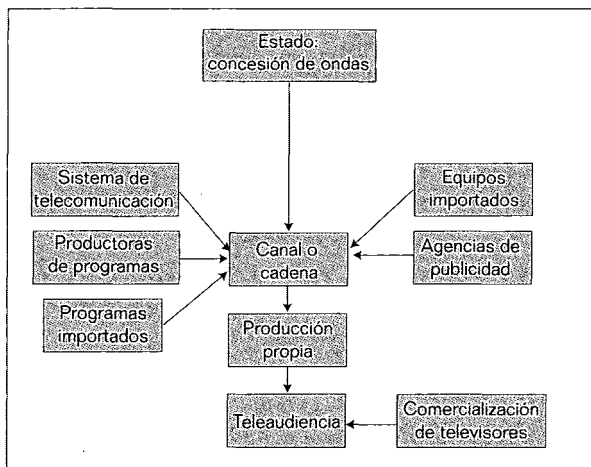 Estado:
concesión de ondas
Sistema de
telecomunicación
Equipos
importados
Productoras
de programas
Canal o
cadena
Agencias de
publicidad
Programas
importados
Producción
propia
Teleaudiencia
Comercialización
de televisores